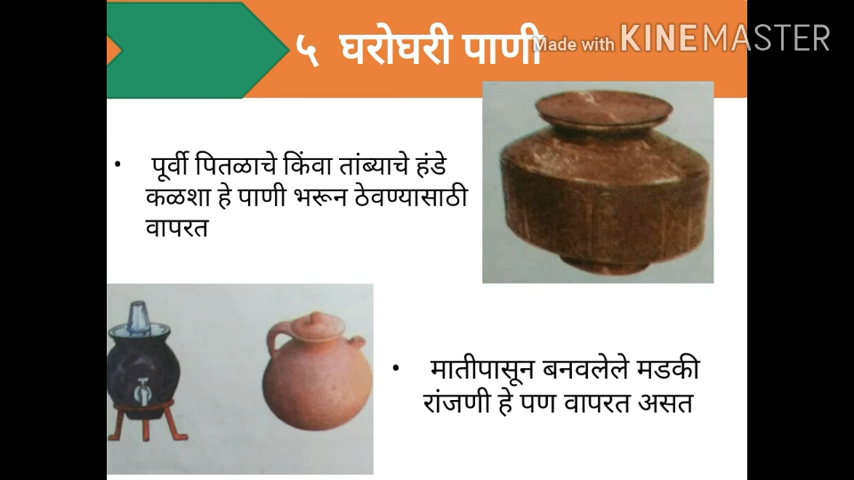 ५ घरोघरी पाणी
Made with KINEMASTER
• पूर्वी पितळाचे किंवा तांब्याचे हंडे
कळशा हे पाणी भरून ठेवण्यासाठी
वापरत
• मातीपासून बनवलेले मडकी
रांजणी हे पण वापरत असत